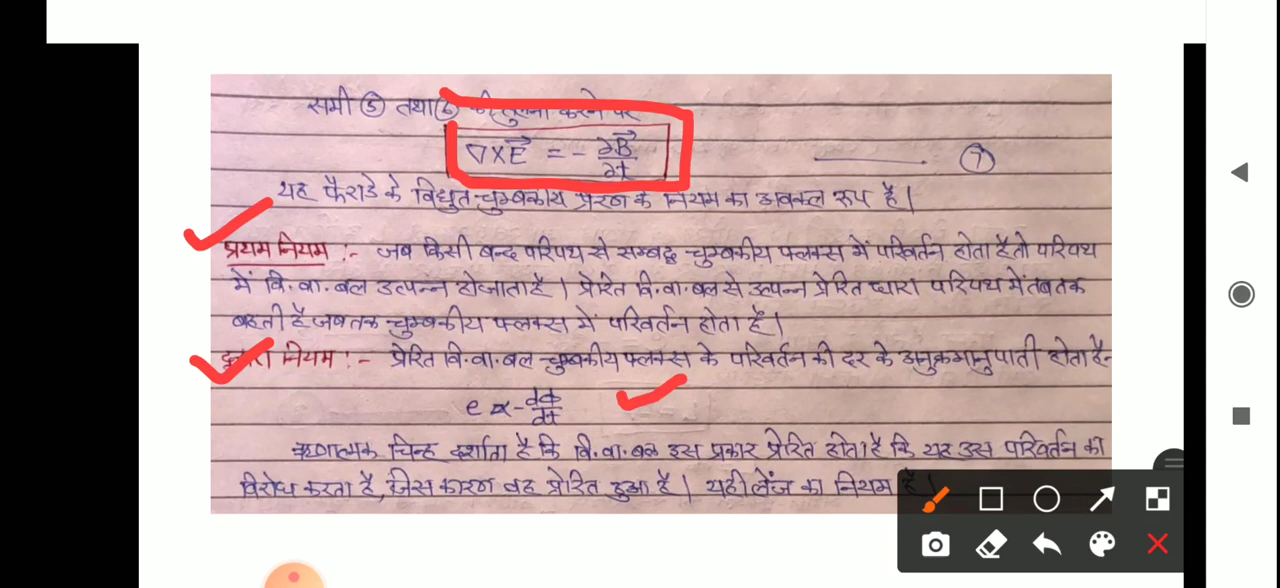 समी ⑤ तथा ⑥ की तुलना करने पर
∇×E⃗ = - ∂B⃗/∂t ——— ⑦
यह फैराडे के विद्युत चुम्बकीय प्रेरण के नियम का अवकल रूप है।
प्रथम नियम :- जब किसी बन्द परिपथ से सम्बद्ध चुम्बकीय फ्लक्स में परिवर्तन होता है तो परिपथ
में वि.वा.बल उत्पन्न हो जाता है। प्रेरित वि.वा.बल से उत्पन्न प्रेरित धारा परिपथ में तब तक
बहती है जब तक चुम्बकीय फ्लक्स में परिवर्तन होता है।
नियम :- प्रेरित वि.वा.बल चुम्बकीय फ्लक्स के परिवर्तन की दर के अनुक्रमानुपाती होता है-
e ∝ - dΦ/dt
ऋणात्मक चिन्ह दर्शाता है कि वि.वा.बल इस प्रकार प्रेरित होता है कि यह उस परिवर्तन का
विरोध करता है, जिस कारण वह प्रेरित हुआ है। यही लेंज का नियम है।